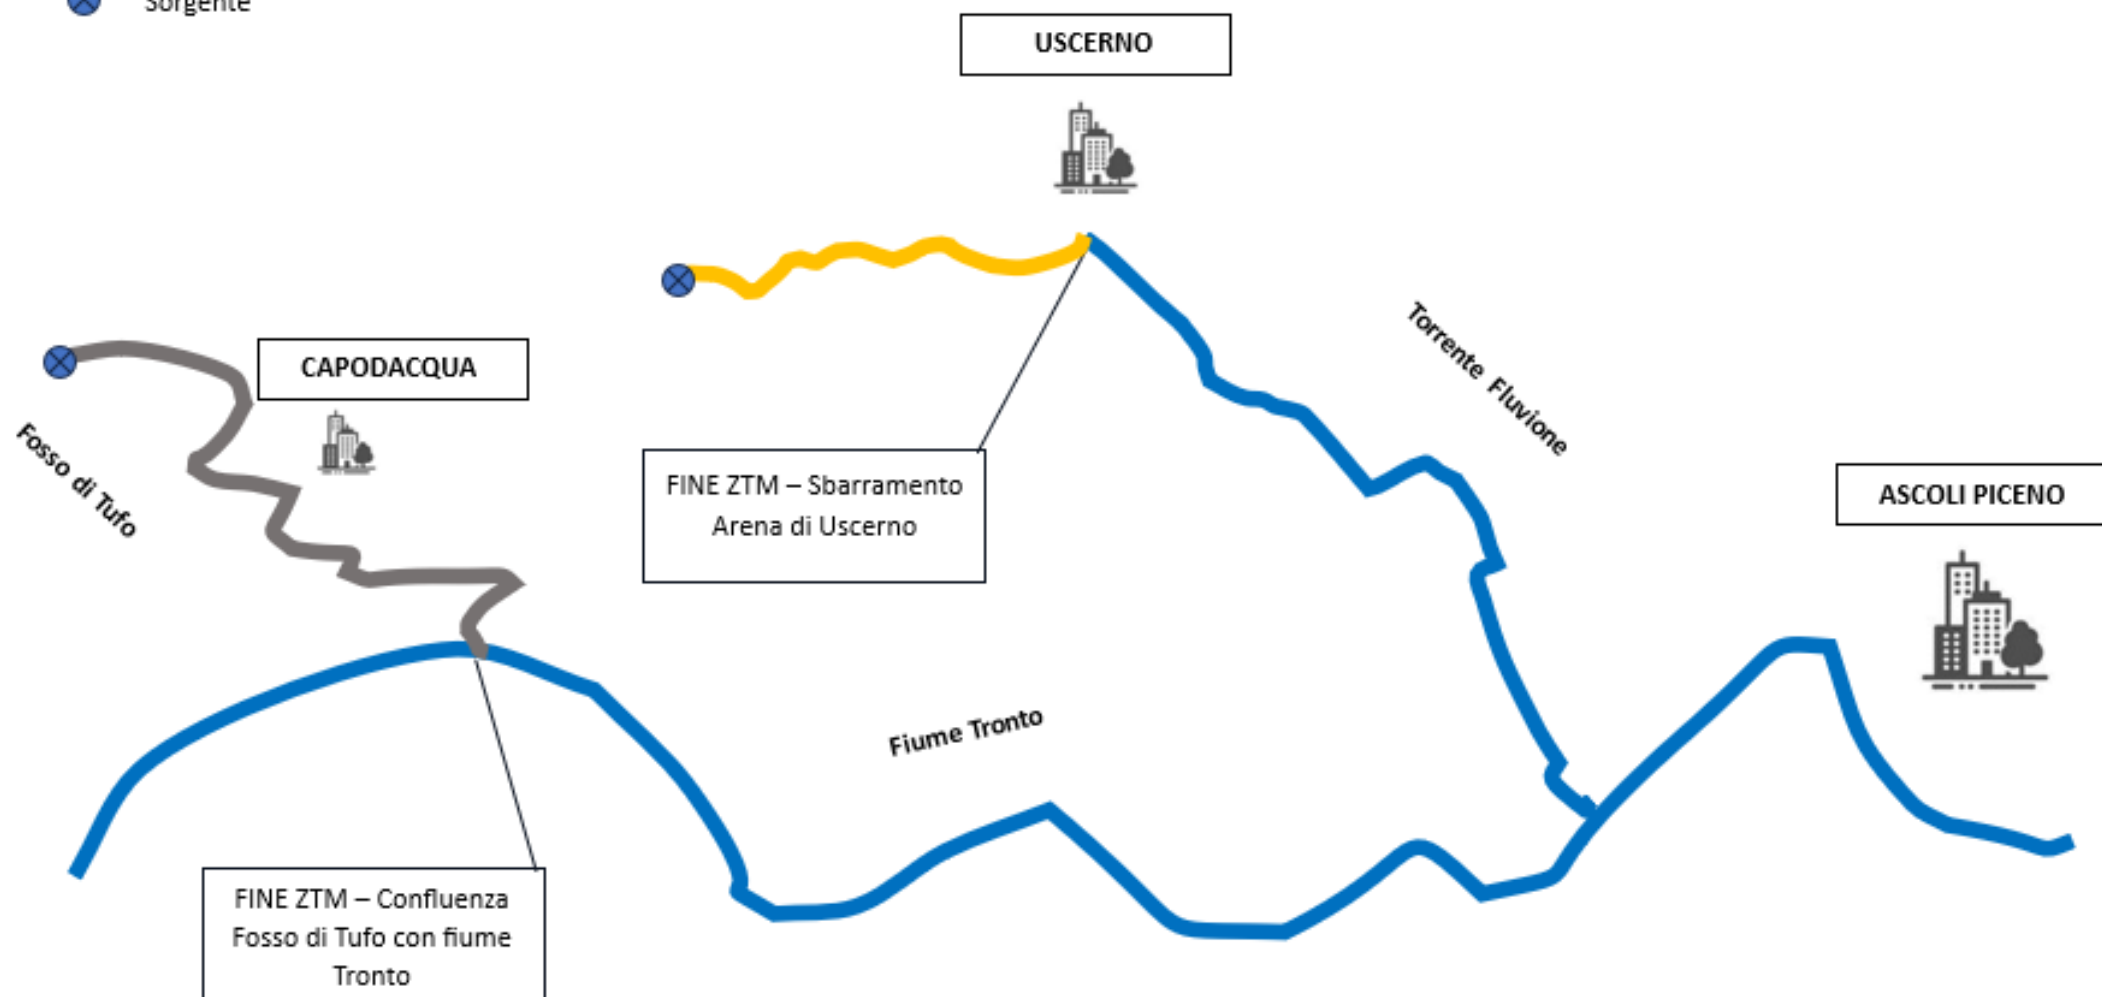 Sorgente
USCERNO
Torrente Fluvione
CAPODACQUA
Fosso di Tufo
FINE ZTM – Sbarramento
Arena di Uscerno
ASCOLI PICENO
Fiume Tronto
FINE ZTM – Confluenza
Fosso di Tufo con fiume
Tronto